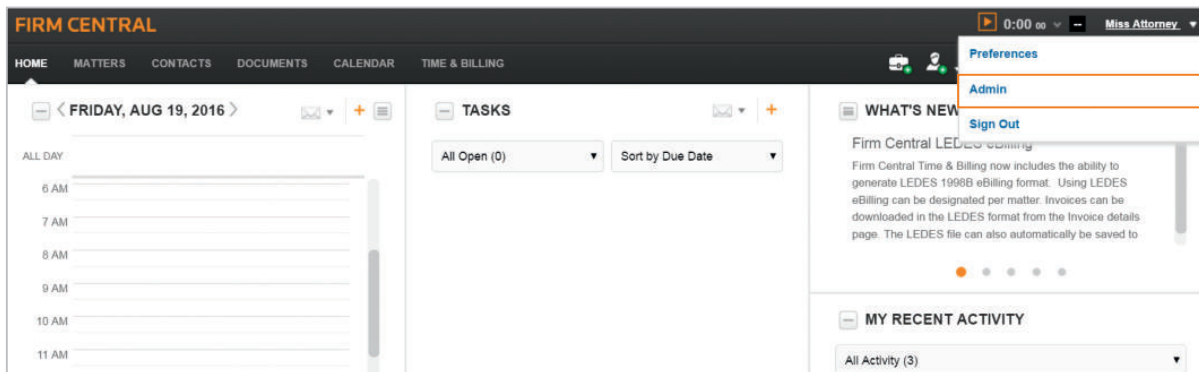 FIRM CENTRAL
0:00 00
Miss Attorney
HOME MATTERS CONTACTS DOCUMENTS CALENDAR TIME & BILLING
Preferences
Admin
Sign Out
FRIDAY, AUG 19, 2016
ALL DAY
6 AM
7 AM
8 AM
9 AM
10 AM
11 AM
TASKS
All Open (0)
Sort by Due Date
WHAT'S NEW
Firm Central LEDES eBilling
Firm Central Time & Billing now includes the ability to
generate LEDES 1998B eBilling format. Using LEDES
eBilling can be designated per matter. Invoices can be
downloaded in the LEDES format from the Invoice details
page. The LEDES file can also automatically be saved to
MY RECENT ACTIVITY
All Activity (3)